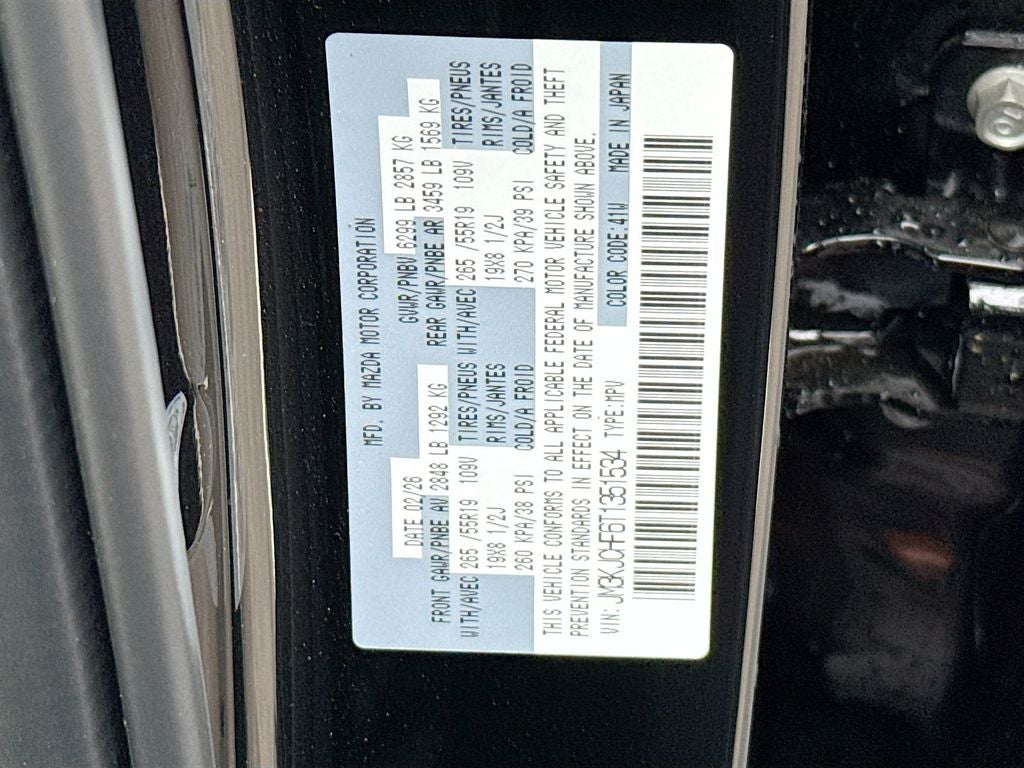 MFD. BY MAZDA MOTOR CORPORATION
DATE 02/26 GVWR/PNBV 6299 LB 2857 KG
FRONT GAWR/PNBE AV 2848 LB 1292 KG REAR GAWR/PNBE AR 3459 LB 1569 KG
WITH/AVEC 265 /55R19 109V TIRES/PNEUS WITH/AVEC 265 /55R19 109V TIRES/PNEUS
19X8 1/2J RIMS/JANTES 19X8 1/2J RIMS/JANTES
260 KPA/38 PSI COLD/A FROID 270 KPA/39 PSI COLD/A FROID
THIS VEHICLE CONFORMS TO ALL APPLICABLE FEDERAL MOTOR VEHICLE SAFETY AND THEFT
PREVENTION STANDARDS IN EFFECT ON THE DATE OF MANUFACTURE SHOWN ABOVE.
VIN: JM3KJCHF6T1351534 TYPE:MPV COLOR CODE:41W MADE IN JAPAN